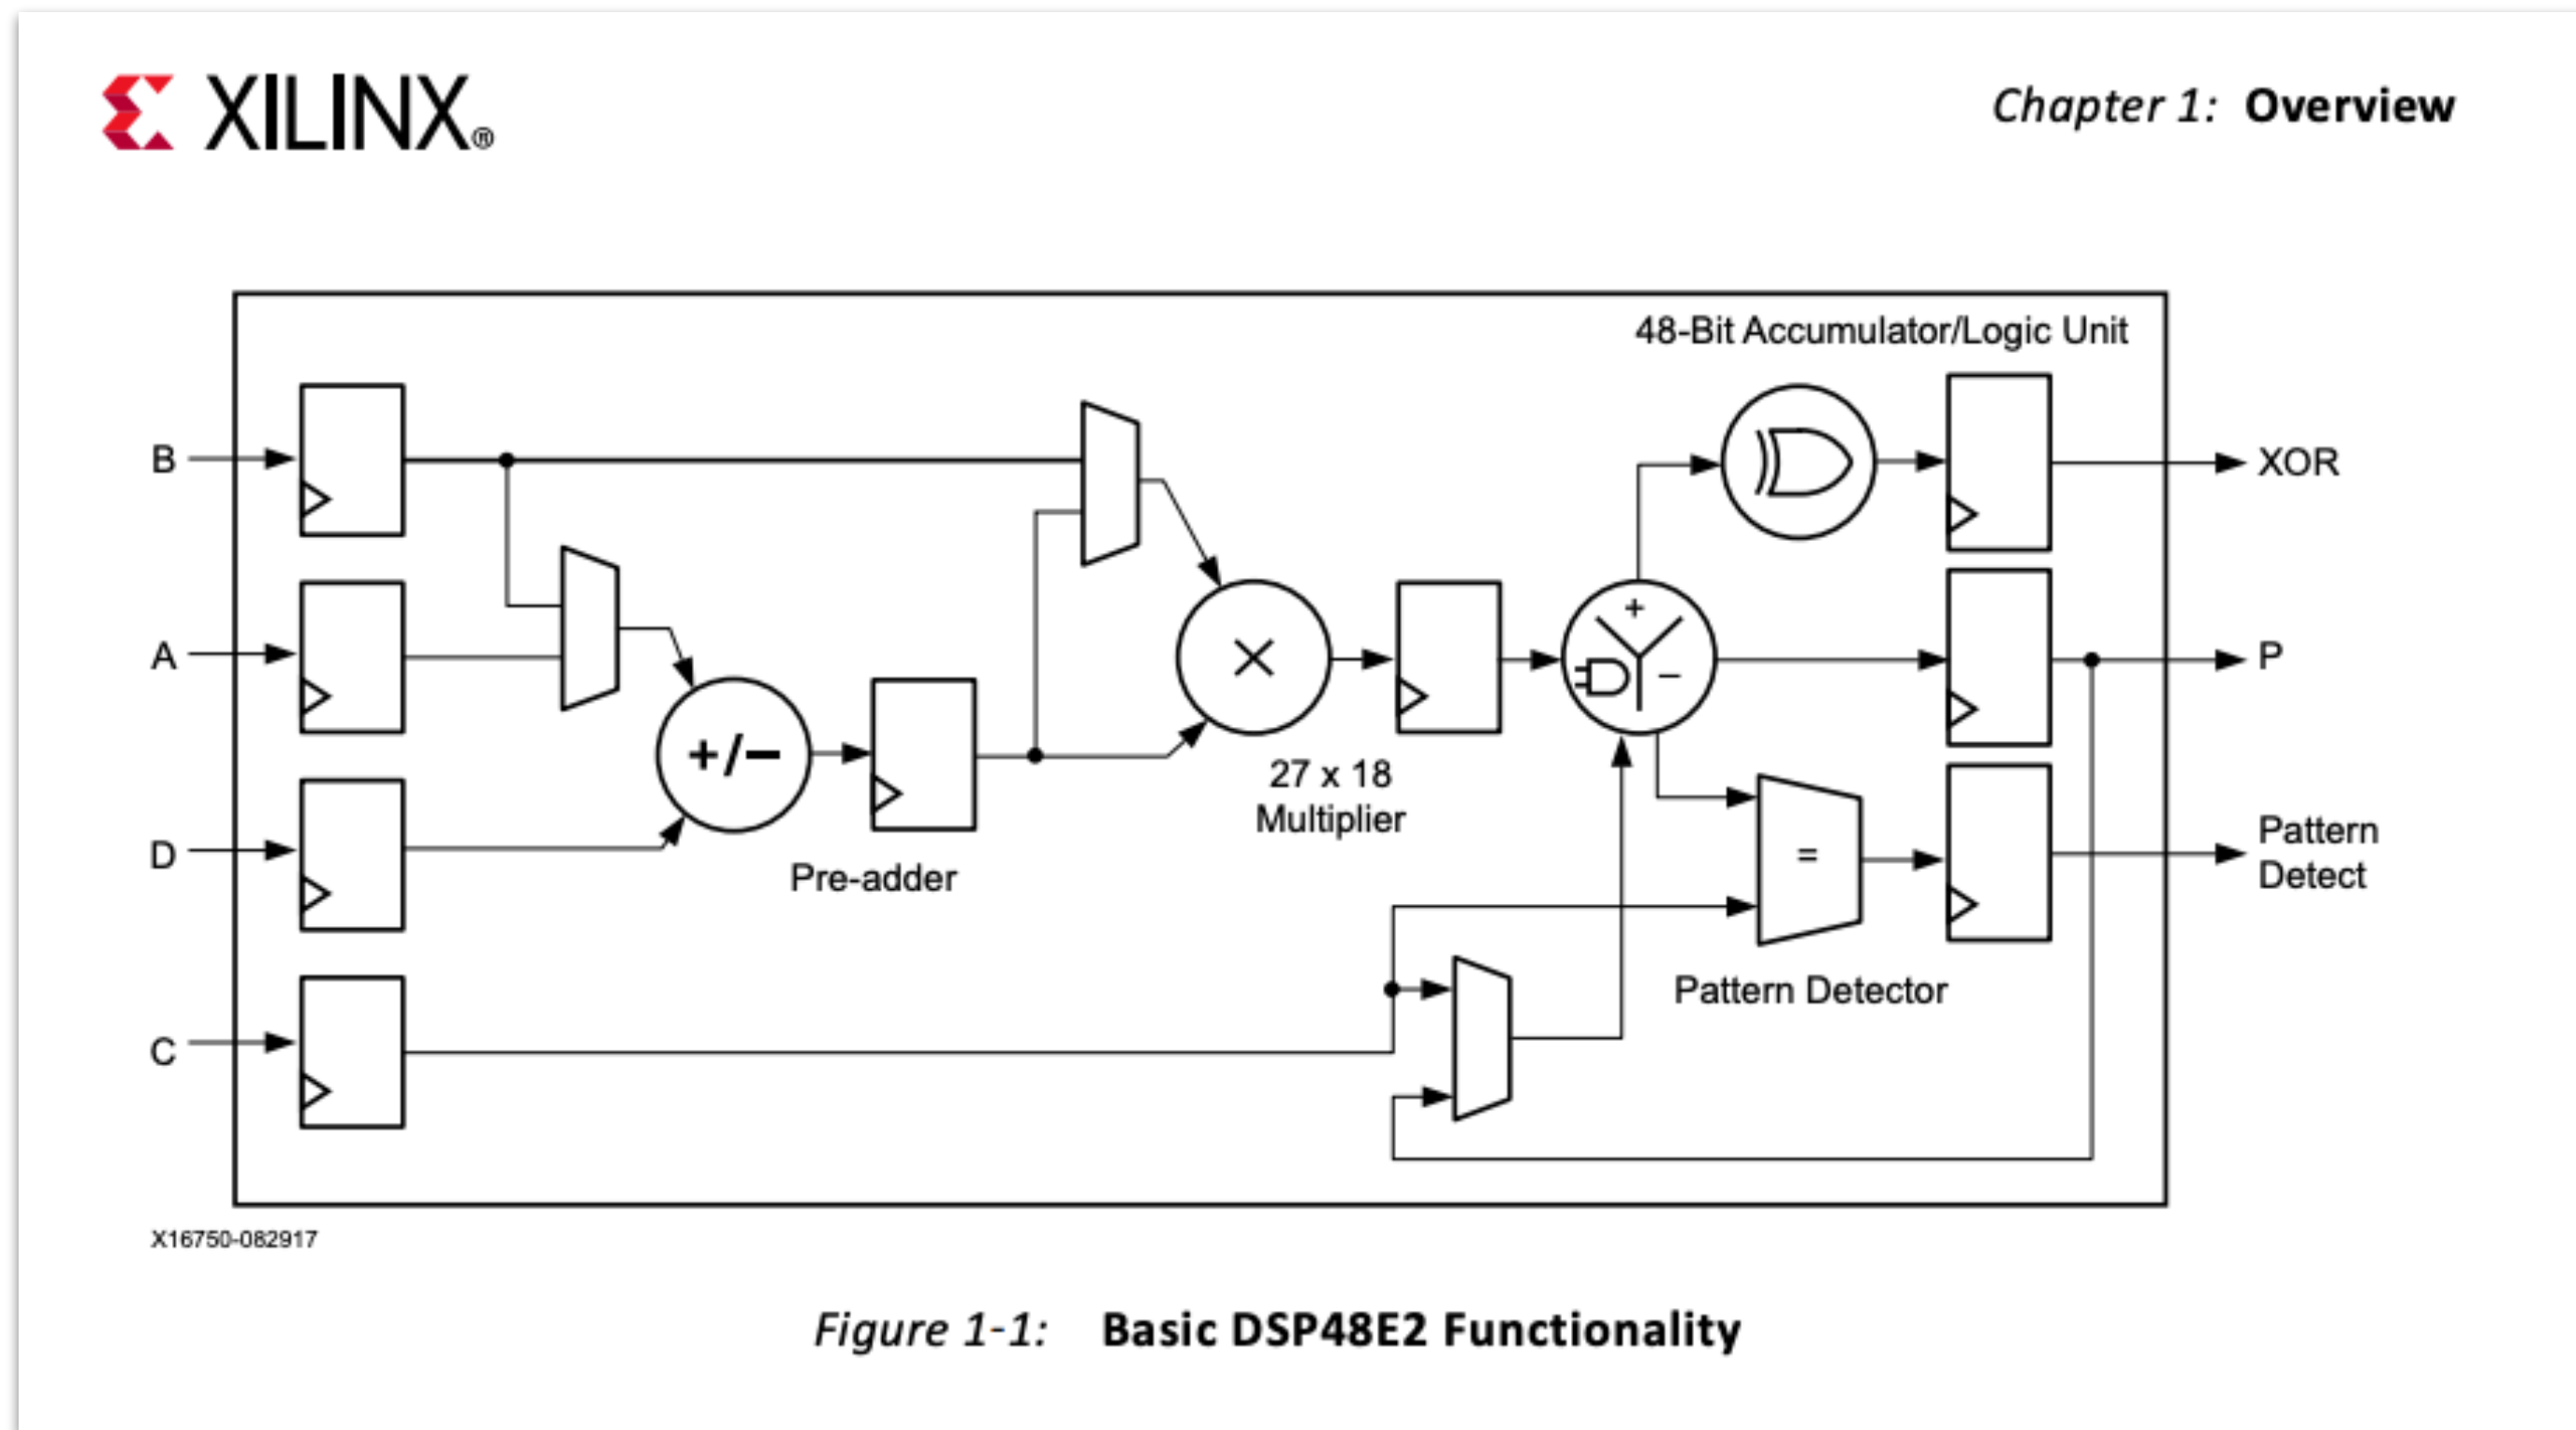 XILINX®
Chapter 1: Overview
48-Bit Accumulator/Logic Unit
B
XOR
A
+
−
P
×
+/−
27 x 18
Multiplier
D
Pre-adder
=
Pattern
Detect
Pattern Detector
C
X16750-082917
Figure 1-1: Basic DSP48E2 Functionality